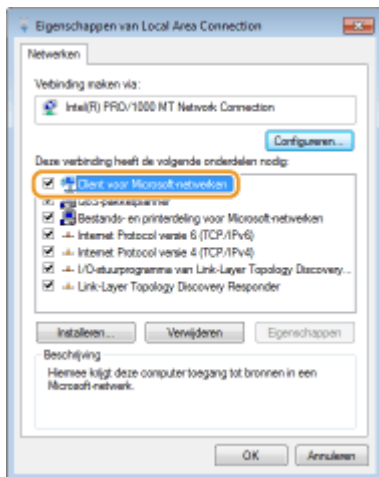 Eigenschappen van Local Area Connection
Netwerken
Verbinding maken via:
Intel(R) PRO/1000 MT Network Connection
Configureren...
Deze verbinding heeft de volgende onderdelen nodig:
Client voor Microsoft-netwerken
QoS-pakketplanner
Bestands- en printerdeling voor Microsoft-netwerken
Internet Protocol versie 6 (TCP/IPv6)
Internet Protocol versie 4 (TCP/IPv4)
I/O-stuurprogramma van Link-Layer Topology Discovery...
Link-Layer Topology Discovery Responder
Installeren... Verwijderen Eigenschappen
Beschrijving
Hiermee krijgt deze computer toegang tot bronnen in een
Microsoft-netwerk.
OK Annuleren